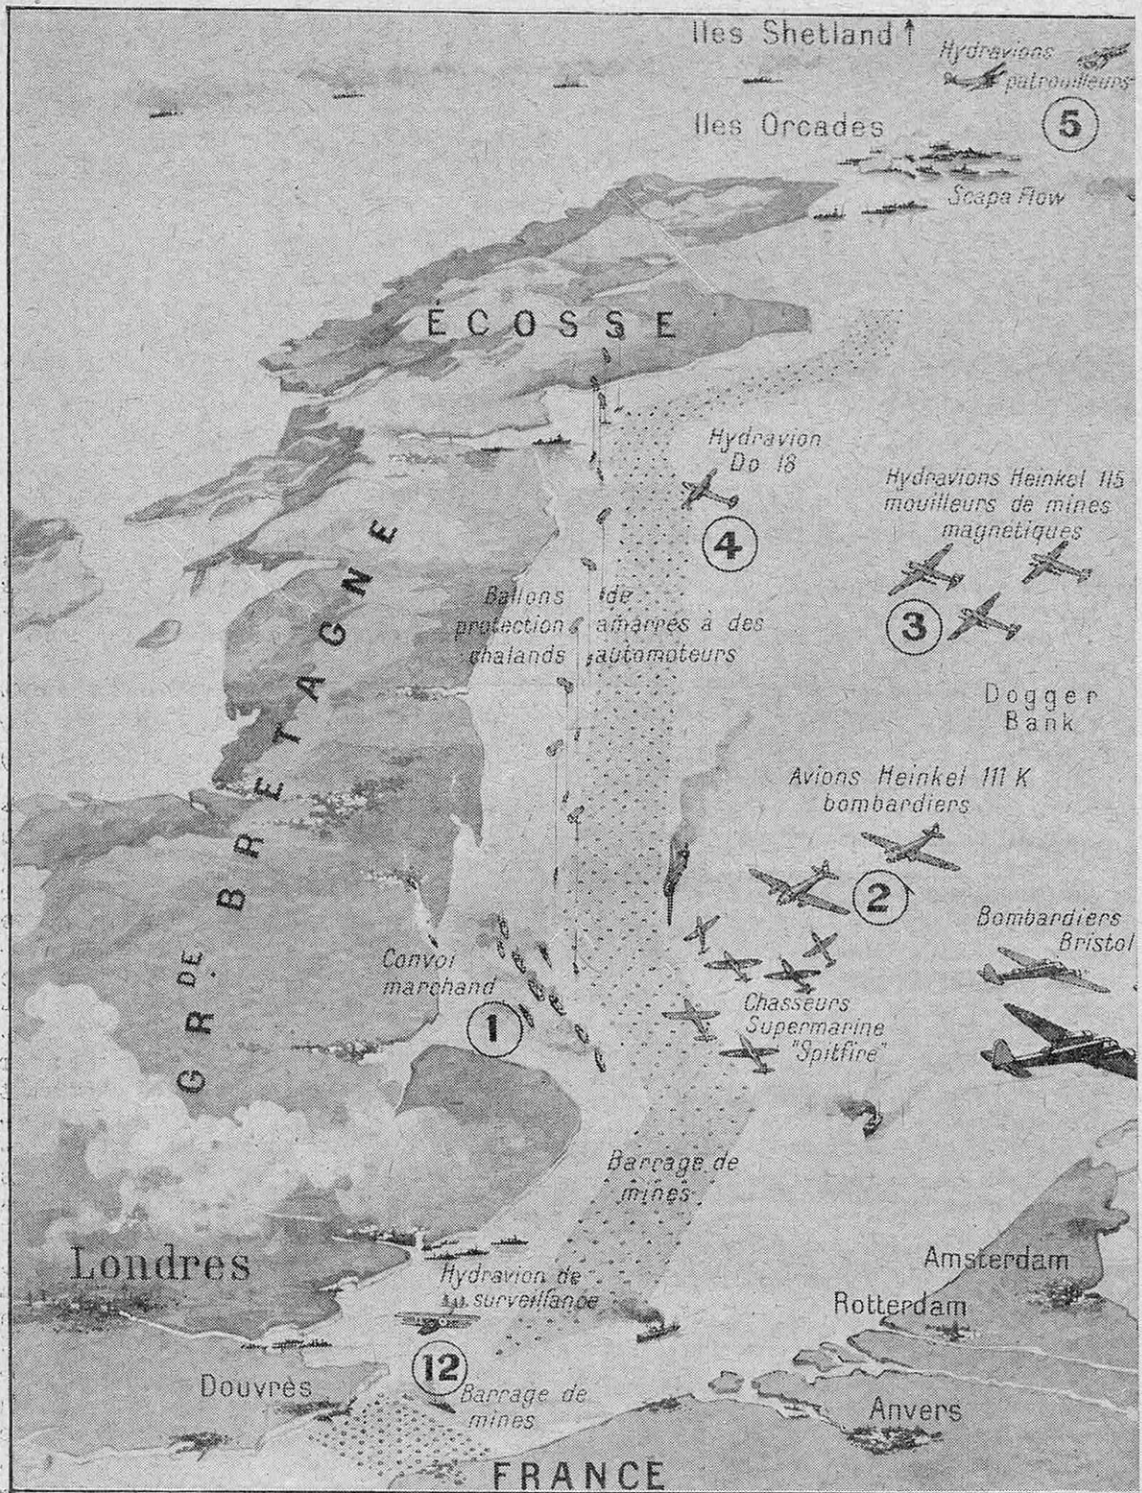 Iles Shetland ↑
Hydravions
patrouilleurs
5
Iles Orcades
Scapa Flow
ÉCOSSE
Hydravion
Do 18
4
Hydravions Heinkel 115
mouilleurs de mines
magnetiques
3
Ballons de
protection amarrés à des
chalands automoteurs
Dogger
Bank
Avions Heinkel 111 K
bombardiers
2
Bombardiers
Bristol
Convoi
marchand
1
Chasseurs
Supermarine
"Spitfire"
GRDE BRETAGNE
Barrage de
mines
Londres
Hydravion de
surveillance
12
Amsterdam
Rotterdam
Douvres
Barrage de
mines
Anvers
FRANCE